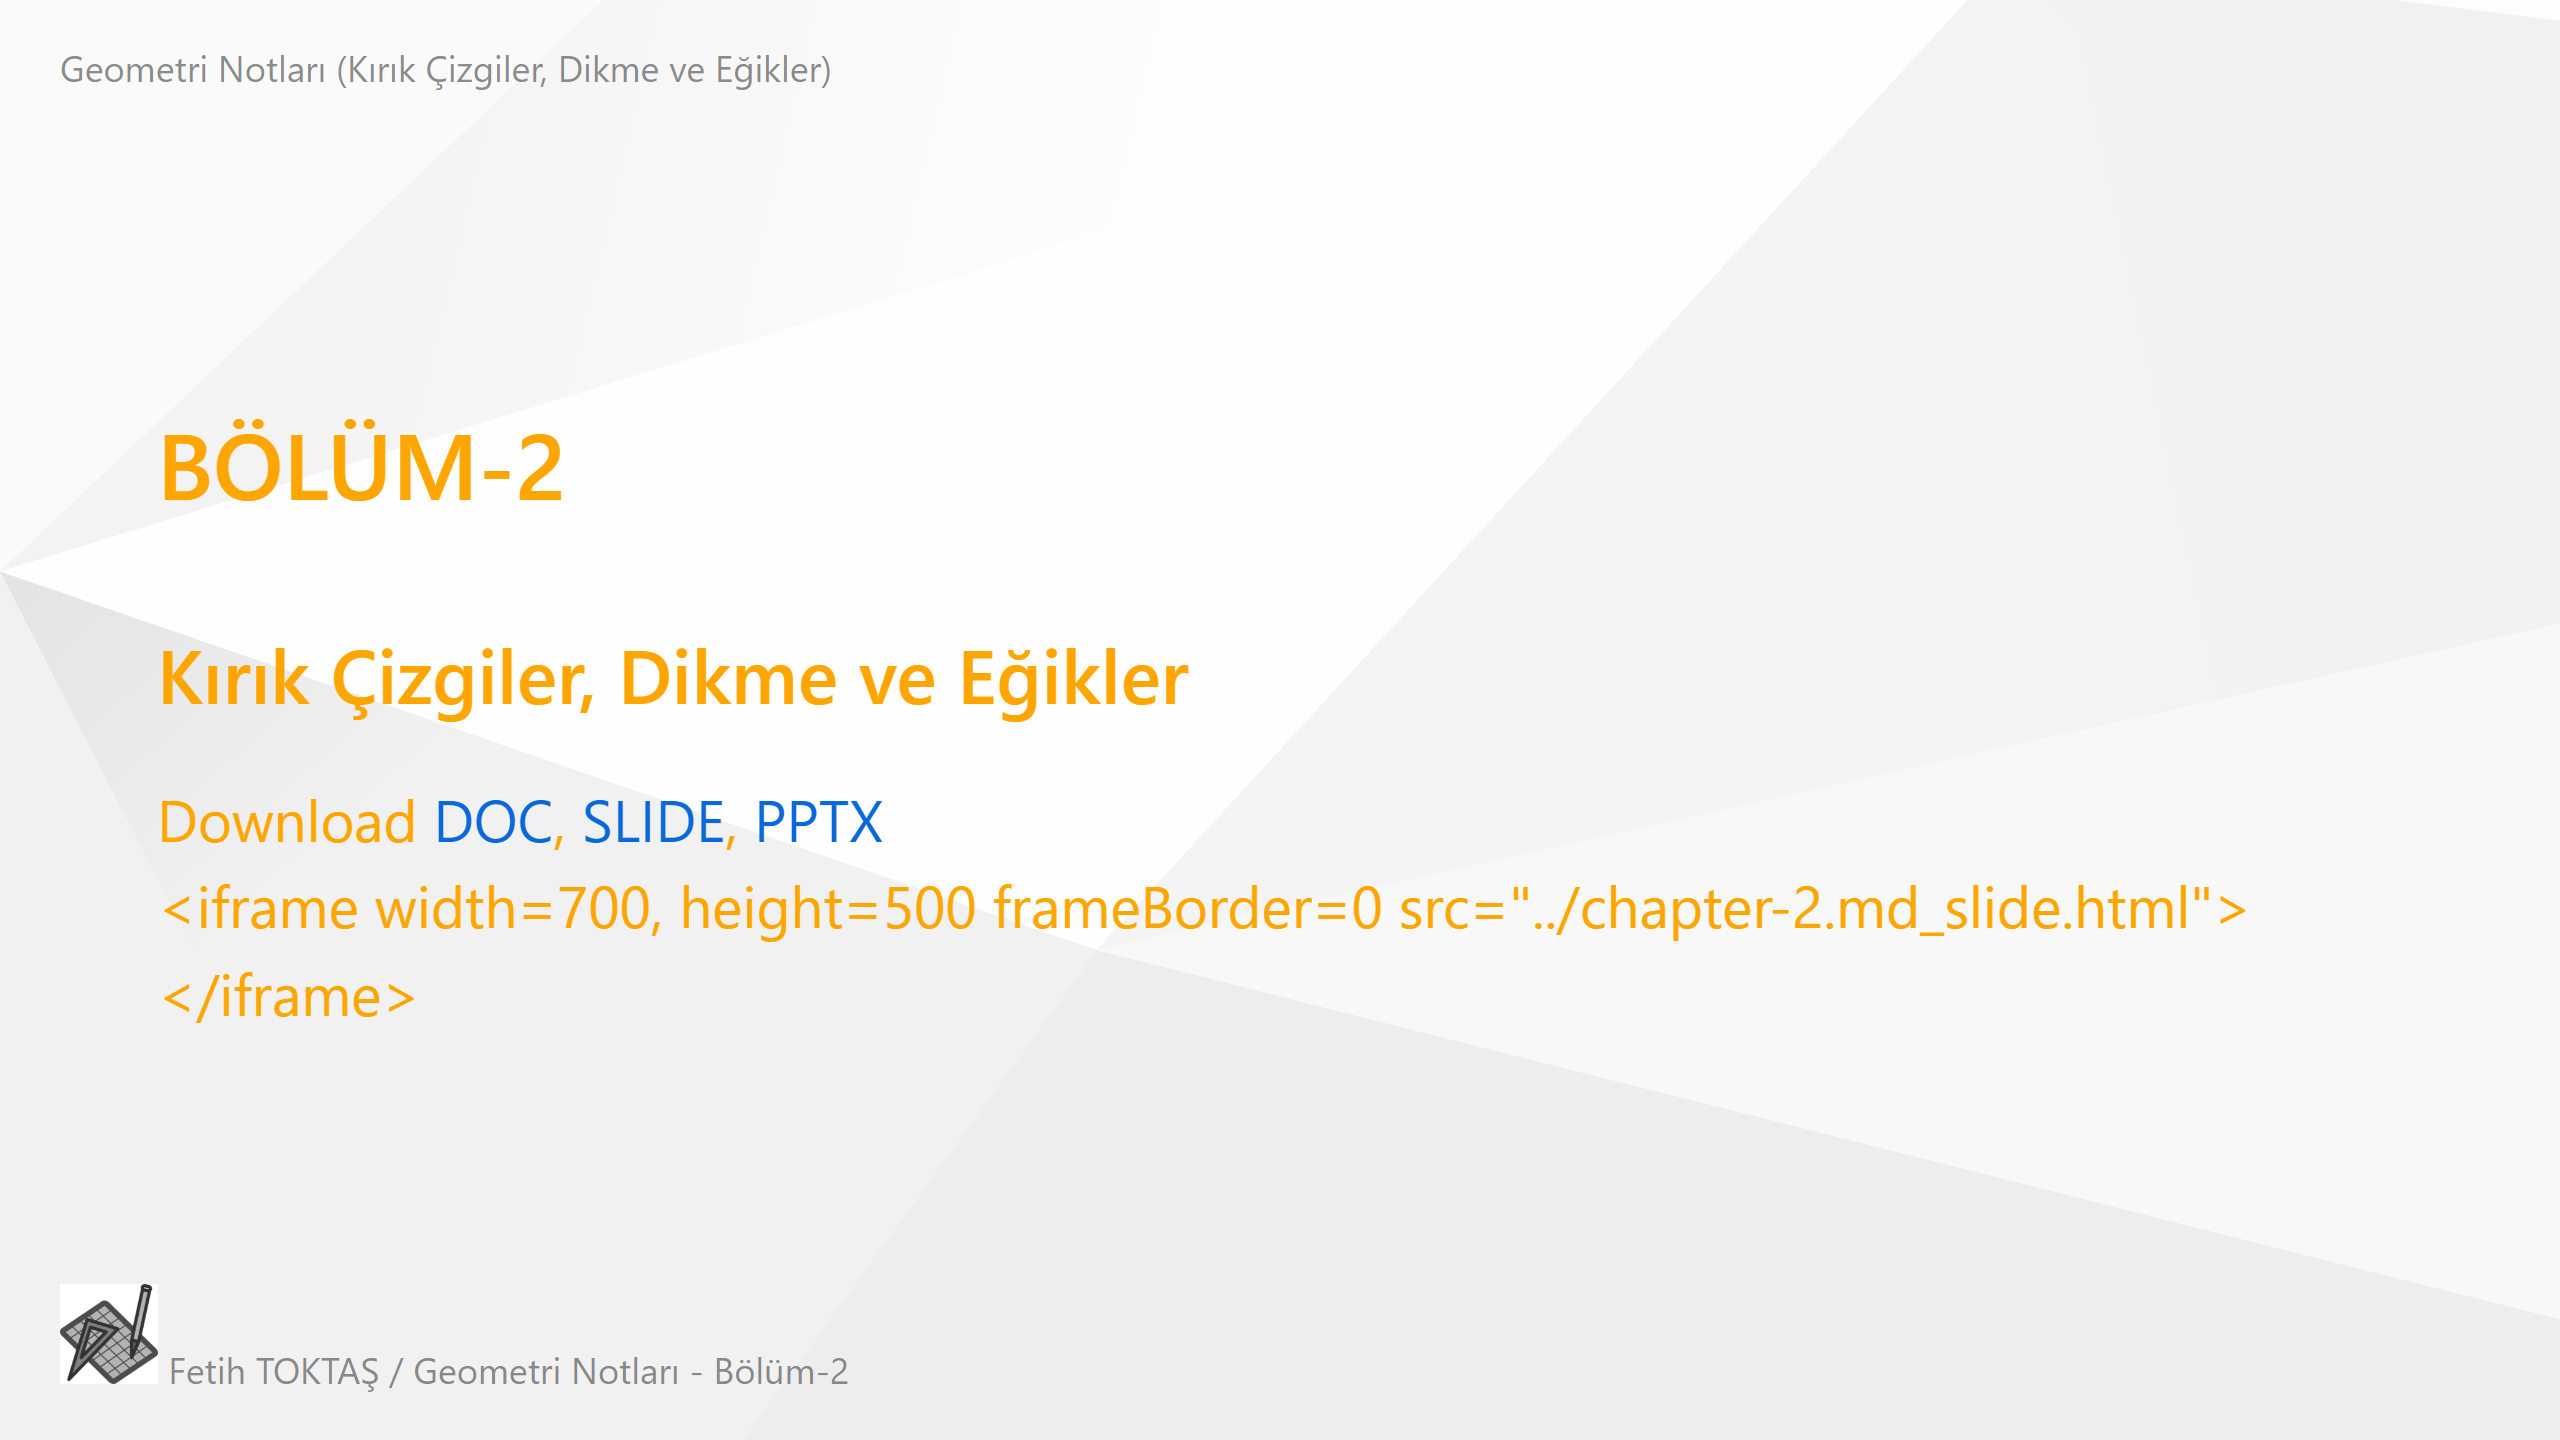 Geometri Notları (Kırık Çizgiler, Dikme ve Eğikler)
BÖLÜM-2
Kırık Çizgiler, Dikme ve Eğikler
Download DOC, SLIDE, PPTX
<iframe width=700, height=500 frameBorder=0 src="../chapter-2.md_slide.html">
</iframe>
Fetih TOKTAŞ / Geometri Notları - Bölüm-2